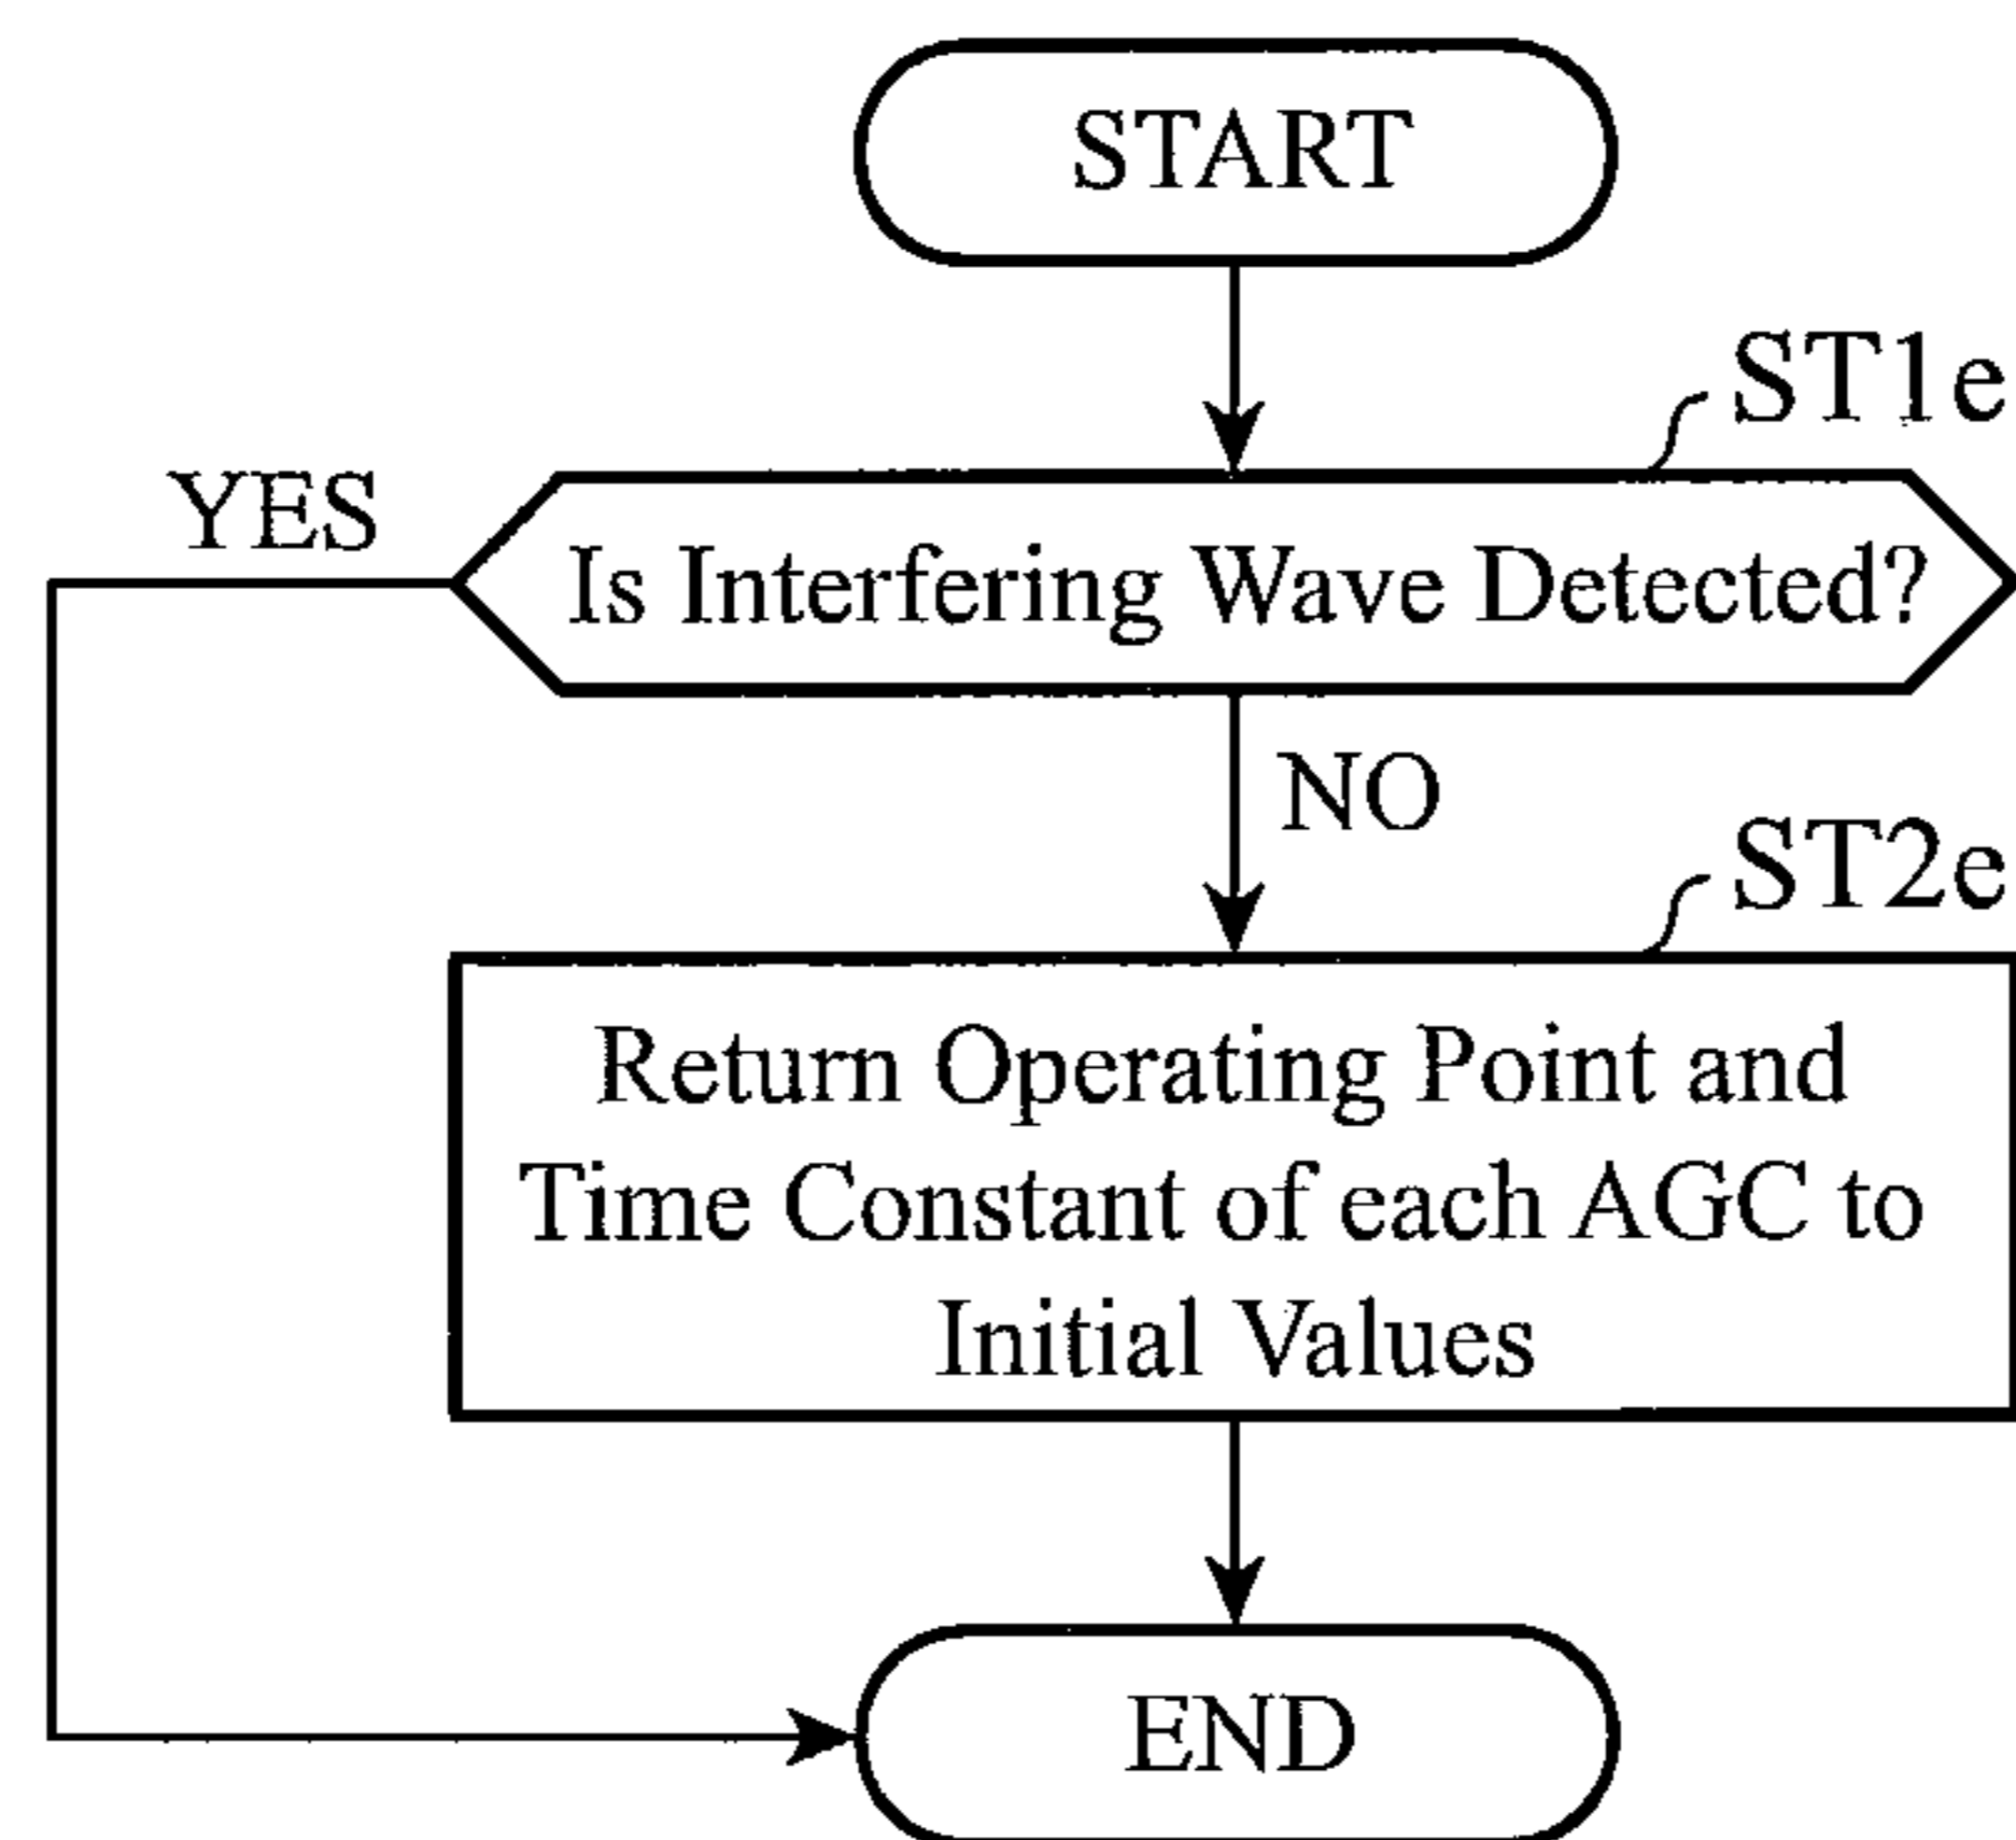 START
ST1e
YES
Is Interfering Wave Detected?
NO
ST2e
Return Operating Point and
Time Constant of each AGC to
Initial Values
END